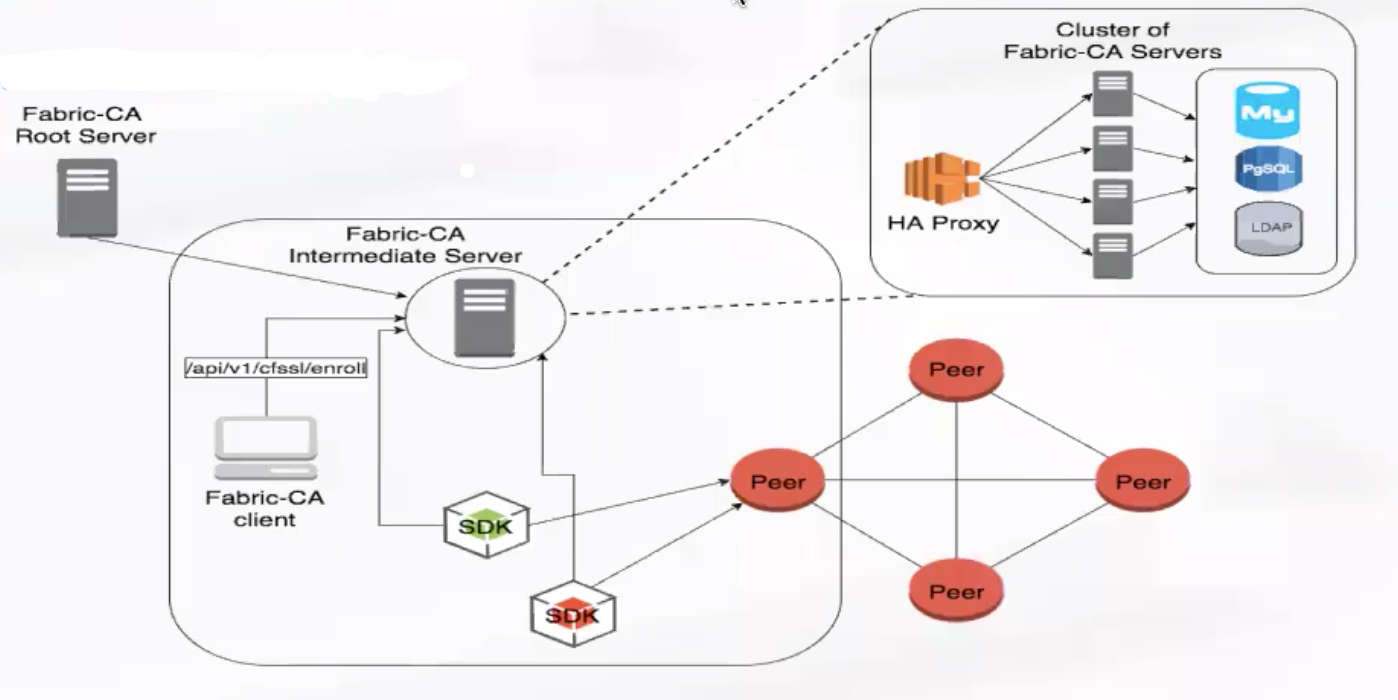 Cluster of
Fabric-CA Servers
My
PgSQL
LDAP
HA Proxy
Fabric-CA
Root Server
Fabric-CA
Intermediate Server
/api/v1/cfssl/enroll
Fabric-CA
client
SDK
SDK
Peer
Peer
Peer
Peer